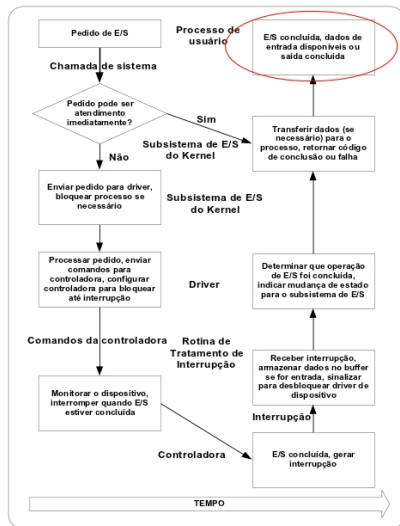 Pedido de E/S
Processo de
usuário
E/S concluída, dados de
entrada disponíveis ou
saída concluída
Chamada de sistema
Pedido pode ser
atendimento
imediatamente?
Sim
Subsistema de E/S
do Kernel
Transferir dados (se
necessário) para o
processo, retornar código
de conclusão ou falha
Não
Enviar pedido para driver,
bloquear processo se
necessário
Subsistema de E/S
do Kernel
Processar pedido, enviar
comandos para
controladora, configurar
controladora para bloquear
até interrupção
Driver
Determinar que operação
de E/S foi concluída,
indicar mudança de estado
para o subsistema de E/S
Comandos da controladora
Rotina de
Tratamento de
Interrupção
Receber interrupção,
armazenar dados no buffer
se for entrada, sinalizar
para desbloquear driver de
dispositivo
Monitorar o dispositivo,
interromper quando E/S
estiver concluida
Interrupção
Controladora
E/S concluída, gerar
interrupção
TEMPO